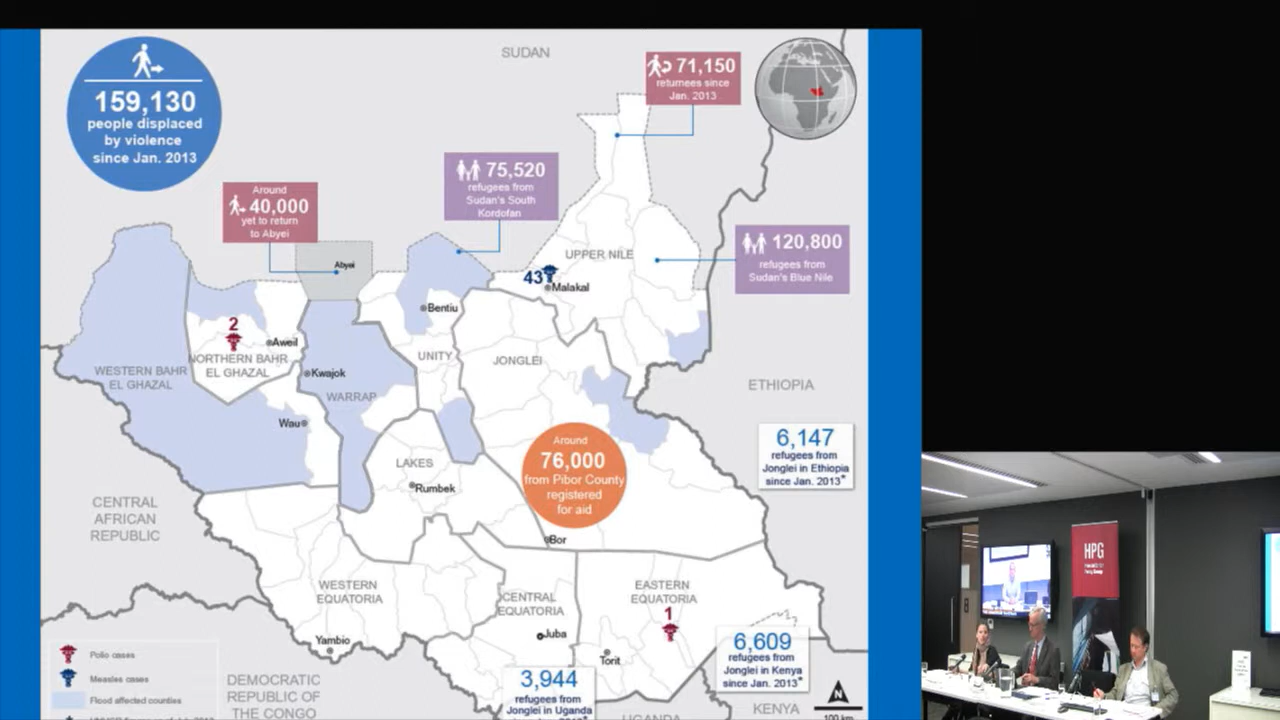 SUDAN
159,130
people displaced
by violence
since Jan. 2013
71,150
returnees since
Jan. 2013
75,520
refugees from
Sudan's South
Kordofan
Around
40,000
yet to return
to Abyei
120,800
refugees from
Sudan's Blue Nile
Abyei
UPPER NILE
43
Malakal
Bentiu
2
Aweil
NORTHERN BAHR
EL GHAZAL
WESTERN BAHR
EL GHAZAL
Kwajok
WARRAP
UNITY
JONGLEI
ETHIOPIA
Wau
6,147
refugees from
Jonglei in Ethiopia
since Jan. 2013*
Around
76,000
from Pibor County
registered
for aid
LAKES
Rumbek
CENTRAL
AFRICAN
REPUBLIC
Bor
WESTERN
EQUATORIA
CENTRAL
EQUATORIA
EASTERN
EQUATORIA
1
Juba
Yambio
Torit
6,609
refugees from
Jonglei in Kenya
since Jan. 2013*
3,944
refugees from
Jonglei in Uganda
Polio cases
Measles cases
Flood affected counties
DEMOCRATIC
REPUBLIC OF
THE CONGO
UGANDA
KENYA
N
100 km
HPG